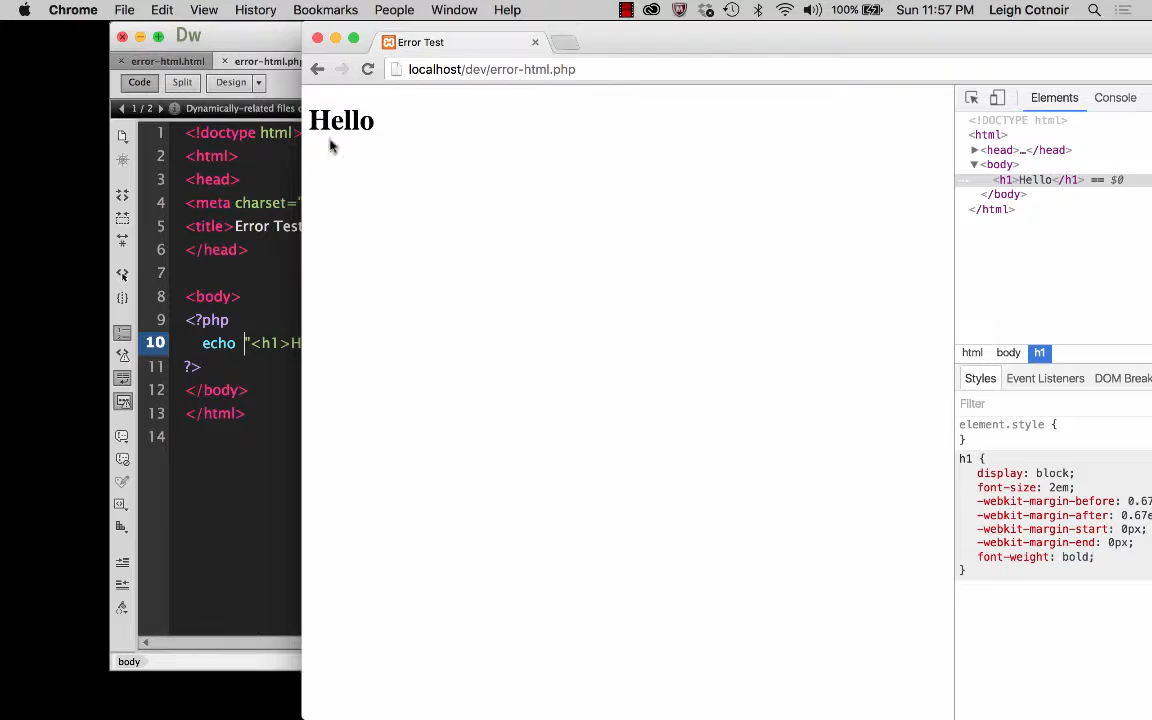 Chrome File Edit View History Bookmarks People Window Help 100% Sun 11:57 PM Leigh Cotnoir
Dw
error-html.html error-html.php
Code Split Design
1 / 2 Dynamically-related files
1 <!doctype html>
2 <html>
3 <head>
4 <meta charset="
5 <title>Error Test
6 </head>
7
8 <body>
9 <?php
10 echo "<h1>H
11 ?>
12 </body>
13 </html>
14
body
Error Test
localhost/dev/error-html.php
Hello
Elements Console
<!DOCTYPE html>
<html>
<head>…</head>
<body>
<h1>Hello</h1> == $0
</body>
</html>
html body h1
Styles Event Listeners DOM Break
Filter
element.style {
}
h1 {
display: block;
font-size: 2em;
-webkit-margin-before: 0.67
-webkit-margin-after: 0.67e
-webkit-margin-start: 0px;
-webkit-margin-end: 0px;
font-weight: bold;
}